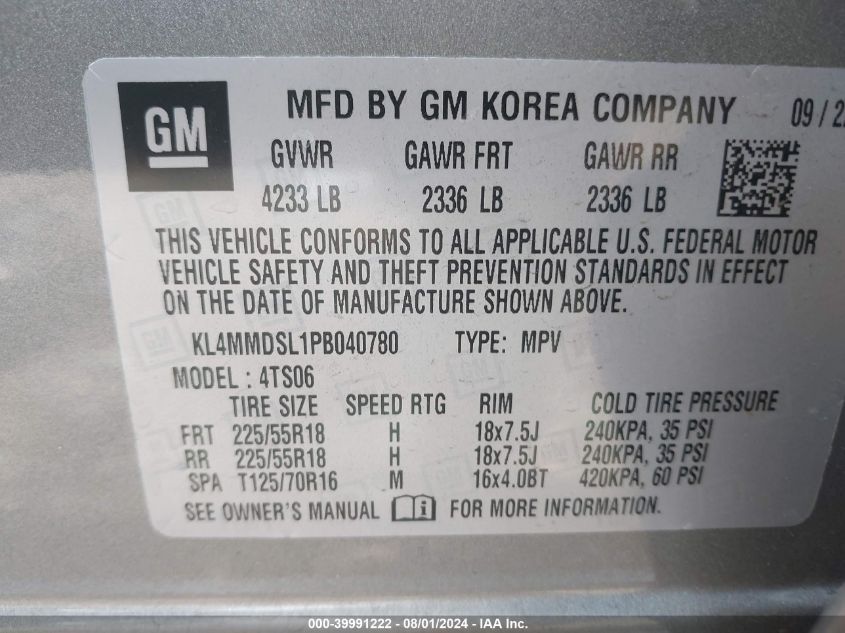 GM
MFD BY GM KOREA COMPANY 09 / 2
GVWR GAWR FRT GAWR RR
4233 LB 2336 LB 2336 LB
THIS VEHICLE CONFORMS TO ALL APPLICABLE U.S. FEDERAL MOTOR
VEHICLE SAFETY AND THEFT PREVENTION STANDARDS IN EFFECT
ON THE DATE OF MANUFACTURE SHOWN ABOVE.
KL4MMDSL1PB040780 TYPE: MPV
MODEL : 4TS06
TIRE SIZE SPEED RTG RIM COLD TIRE PRESSURE
FRT 225/55R18 H 18x7.5J 240KPA, 35 PSI
RR 225/55R18 H 18x7.5J 240KPA, 35 PSI
SPA T125/70R16 M 16x4.0BT 420KPA, 60 PSI
SEE OWNER'S MANUAL i FOR MORE INFORMATION.
000-39991222 - 08/01/2024 - IAA Inc.